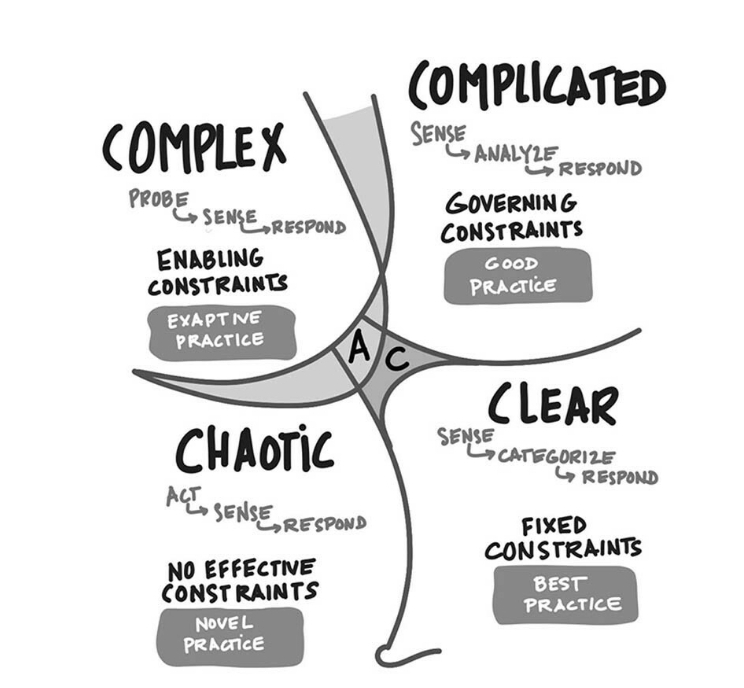 COMPLEX
PROBE
SENSE
RESPOND
ENABLING
CONSTRAINTS
EXAPTIVE
PRACTICE
COMPLICATED
SENSE
ANALYZE
RESPOND
GOVERNING
CONSTRAINTS
GOOD
PRACTICE
A C
CHAOTIC
ACT
SENSE
RESPOND
NO EFFECTIVE
CONSTRAINTS
NOVEL
PRACTICE
CLEAR
SENSE
CATEGORIZE
RESPOND
FIXED
CONSTRAINTS
BEST
PRACTICE